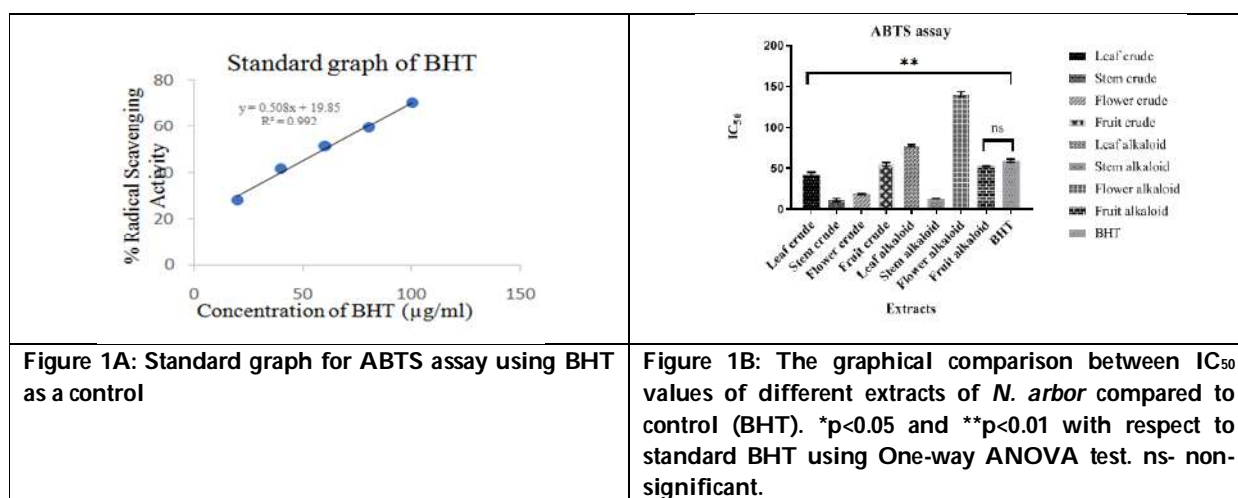 Standard graph of BHT
y = 0.508x + 19.85
R² = 0.992
% Radical Scavenging
Activity
80
60
40
20
0
0
50
100
150
Concentration of BHT (µg/ml)
ABTS assay
200
150
100
50
0
IC50
**
ns
Leaf crude
Stem crude
Flower crude
Fruit crude
Leaf alkaloid
Stem alkaloid
Flower alkaloid
Fruit alkaloid
BHT
Extracts
Leaf crude
Stem crude
Flower crude
Fruit crude
Leaf alkaloid
Stem alkaloid
Flower alkaloid
Fruit alkaloid
BHT
Figure 1A: Standard graph for ABTS assay using BHT
as a control
Figure 1B: The graphical comparison between IC50
values of different extracts of N. arbor compared to
control (BHT). *p<0.05 and **p<0.01 with respect to
standard BHT using One-way ANOVA test. ns- non-
significant.